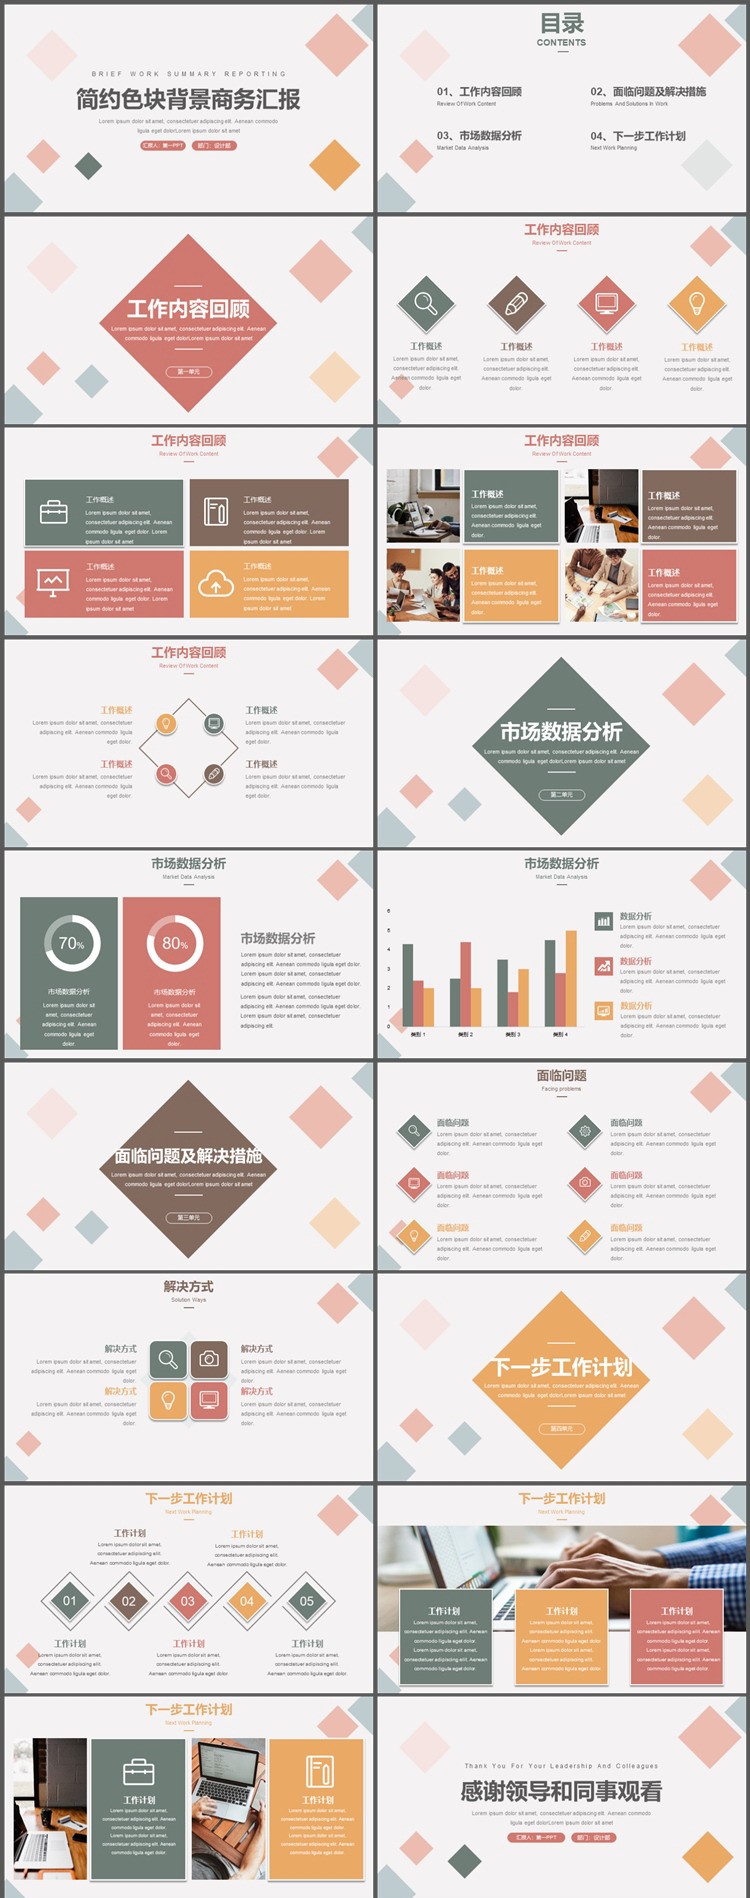 BRIEF WORK SUMMARY REPORTING
简约色块背景商务汇报
Lorem ipsum dolor sit amet, consectetuer adipiscing elit. Aenean commodo
ligula eget dolorLorem ipsum dolor sit amet
汇报人：第一PPT
部门：设计部
目录
CONTENTS
01、工作内容回顾
Review Of Work Content
02、面临问题及解决措施
Problems And Solutions In Work
03、市场数据分析
Market Data Analysis
04、下一步工作计划
Next Work Planning
工作内容回顾
Lorem ipsum dolor sit amet, consectetuer adipiscing elit. Aenean
commodo ligula eget dolorLorem ipsum dolor sit amet
第一单元
工作内容回顾
Review Of Work Content
工作概述
Lorem ipsum dolor sit amet,
consectetuer adipiscing elit.
Aenean commodo ligula eget
dolor.
工作概述
Lorem ipsum dolor sit amet,
consectetuer adipiscing elit.
Aenean commodo ligula eget
dolor.
工作概述
Lorem ipsum dolor sit amet,
consectetuer adipiscing elit.
Aenean commodo ligula eget
dolor.
工作概述
Lorem ipsum dolor sit amet,
consectetuer adipiscing elit.
Aenean commodo ligula eget
dolor.
工作内容回顾
Review Of Work Content
工作概述
Lorem ipsum dolor sit amet,
consectetuer adipiscing elit. Aenean
commodo ligula eget dolor. Lorem
ipsum dolor sit amet
工作概述
Lorem ipsum dolor sit amet,
consectetuer adipiscing elit. Aenean
commodo ligula eget dolor. Lorem
ipsum dolor sit amet
工作概述
Lorem ipsum dolor sit amet,
consectetuer adipiscing elit. Aenean
commodo ligula eget dolor. Lorem
ipsum dolor sit amet
工作概述
Lorem ipsum dolor sit amet,
consectetuer adipiscing elit. Aenean
commodo ligula eget dolor. Lorem
ipsum dolor sit amet
工作内容回顾
Review Of Work Content
工作概述
Lorem ipsum dolor sit amet,
consectetuer adipiscing elit.
Aenean commodo ligula eget
dolor.
工作概述
Lorem ipsum dolor sit amet,
consectetuer adipiscing elit.
Aenean commodo ligula eget
dolor.
工作概述
Lorem ipsum dolor sit amet,
consectetuer adipiscing elit.
Aenean commodo ligula eget
dolor.
工作概述
Lorem ipsum dolor sit amet,
consectetuer adipiscing elit.
Aenean commodo ligula eget
dolor.
工作内容回顾
Review Of Work Content
工作概述
Lorem ipsum dolor sit amet, consectetuer
adipiscing elit. Aenean commodo ligula
eget dolor.
工作概述
Lorem ipsum dolor sit amet, consectetuer
adipiscing elit. Aenean commodo ligula
eget dolor.
工作概述
Lorem ipsum dolor sit amet, consectetuer
adipiscing elit. Aenean commodo ligula
eget dolor.
工作概述
Lorem ipsum dolor sit amet, consectetuer
adipiscing elit. Aenean commodo ligula
eget dolor.
市场数据分析
Lorem ipsum dolor sit amet, consectetuer adipiscing elit. Aenean
commodo ligula eget dolorLorem ipsum dolor sit amet
第二单元
市场数据分析
Market Data Analysis
70%
市场数据分析
Lorem ipsum dolor sit
amet, consectetuer
adipiscing elit. Aenean
commodo ligula eget
dolor.
80%
市场数据分析
Lorem ipsum dolor sit
amet, consectetuer
adipiscing elit. Aenean
commodo ligula eget
dolor.
市场数据分析
Lorem ipsum dolor sit amet, consectetuer
adipiscing elit. Aenean commodo ligula eget dolor.
Lorem ipsum dolor sit amet, consectetuer
adipiscing elit. Aenean commodo ligula eget dolor.
Lorem ipsum dolor sit amet, consectetuer
adipiscing elit. Aenean commodo ligula eget dolor.
Lorem ipsum dolor sit amet, consectetuer
adipiscing elit.
市场数据分析
Market Data Analysis
6
5
4
3
2
1
0
类别 1
类别 2
类别 3
类别 4
数据分析
Lorem ipsum dolor sit amet, consectetuer
adipiscing elit. Aenean commodo ligula eget
dolor.
数据分析
Lorem ipsum dolor sit amet, consectetuer
adipiscing elit. Aenean commodo ligula eget
dolor.
数据分析
Lorem ipsum dolor sit amet, consectetuer
adipiscing elit. Aenean commodo ligula eget
dolor.
面临问题及解决措施
Lorem ipsum dolor sit amet, consectetuer adipiscing elit. Aenean
commodo ligula eget dolorLorem ipsum dolor sit amet
第三单元
面临问题
Facing problems
面临问题
Lorem ipsum dolor sit amet, consectetuer
adipiscing elit. Aenean commodo ligula eget
dolor.
面临问题
Lorem ipsum dolor sit amet, consectetuer
adipiscing elit. Aenean commodo ligula eget
dolor.
面临问题
Lorem ipsum dolor sit amet, consectetuer
adipiscing elit. Aenean commodo ligula eget
dolor.
面临问题
Lorem ipsum dolor sit amet, consectetuer
adipiscing elit. Aenean commodo ligula eget
dolor.
面临问题
Lorem ipsum dolor sit amet, consectetuer
adipiscing elit. Aenean commodo ligula eget
dolor.
面临问题
Lorem ipsum dolor sit amet, consectetuer
adipiscing elit. Aenean commodo ligula eget
dolor.
解决方式
Solution Ways
解决方式
Lorem ipsum dolor sit amet, consectetuer
adipiscing elit. Aenean commodo ligula eget
dolor.
解决方式
Lorem ipsum dolor sit amet, consectetuer
adipiscing elit. Aenean commodo ligula eget
dolor.
解决方式
Lorem ipsum dolor sit amet, consectetuer
adipiscing elit. Aenean commodo ligula eget
dolor.
解决方式
Lorem ipsum dolor sit amet, consectetuer
adipiscing elit. Aenean commodo ligula eget
dolor.
下一步工作计划
Lorem ipsum dolor sit amet, consectetuer adipiscing elit. Aenean
commodo ligula eget dolorLorem ipsum dolor sit amet
第四单元
下一步工作计划
Next Work Planning
工作计划
Lorem ipsum dolor sit amet,
consectetuer adipiscing elit.
Aenean commodo ligula eget dolor.
工作计划
Lorem ipsum dolor sit amet,
consectetuer adipiscing elit.
Aenean commodo ligula eget dolor.
01
02
03
04
05
工作计划
Lorem ipsum dolor sit amet,
consectetuer adipiscing elit.
Aenean commodo ligula eget dolor.
工作计划
Lorem ipsum dolor sit amet,
consectetuer adipiscing elit.
Aenean commodo ligula eget dolor.
工作计划
Lorem ipsum dolor sit amet,
consectetuer adipiscing elit.
Aenean commodo ligula eget dolor.
下一步工作计划
Next Work Planning
工作计划
Lorem ipsum dolor sit amet,
consectetuer adipiscing elit. Aenean
commodo ligula eget dolor
Lorem ipsum dolor sit amet,
consectetuer adipiscing elit. Aenean
commodo ligula eget dolor
工作计划
Lorem ipsum dolor sit amet,
consectetuer adipiscing elit. Aenean
commodo ligula eget dolor
Lorem ipsum dolor sit amet,
consectetuer adipiscing elit. Aenean
commodo ligula eget dolor
工作计划
Lorem ipsum dolor sit amet,
consectetuer adipiscing elit. Aenean
commodo ligula eget dolor
Lorem ipsum dolor sit amet,
consectetuer adipiscing elit. Aenean
commodo ligula eget dolor
下一步工作计划
Next Work Planning
工作计划
Lorem ipsum dolor sit amet,
consectetuer adipiscing elit. Aenean
commodo ligula eget dolor
Lorem ipsum dolor sit amet,
consectetuer adipiscing elit. Aenean
commodo ligula eget dolor
工作计划
Lorem ipsum dolor sit amet,
consectetuer adipiscing elit. Aenean
commodo ligula eget dolor
Lorem ipsum dolor sit amet,
consectetuer adipiscing elit. Aenean
commodo ligula eget dolor
Thank You For Your Leadership And Colleagues
感谢领导和同事观看
Lorem ipsum dolor sit amet, consectetuer adipiscing elit. Aenean commodo
ligula eget dolorLorem ipsum dolor sit amet
汇报人：第一PPT
部门：设计部